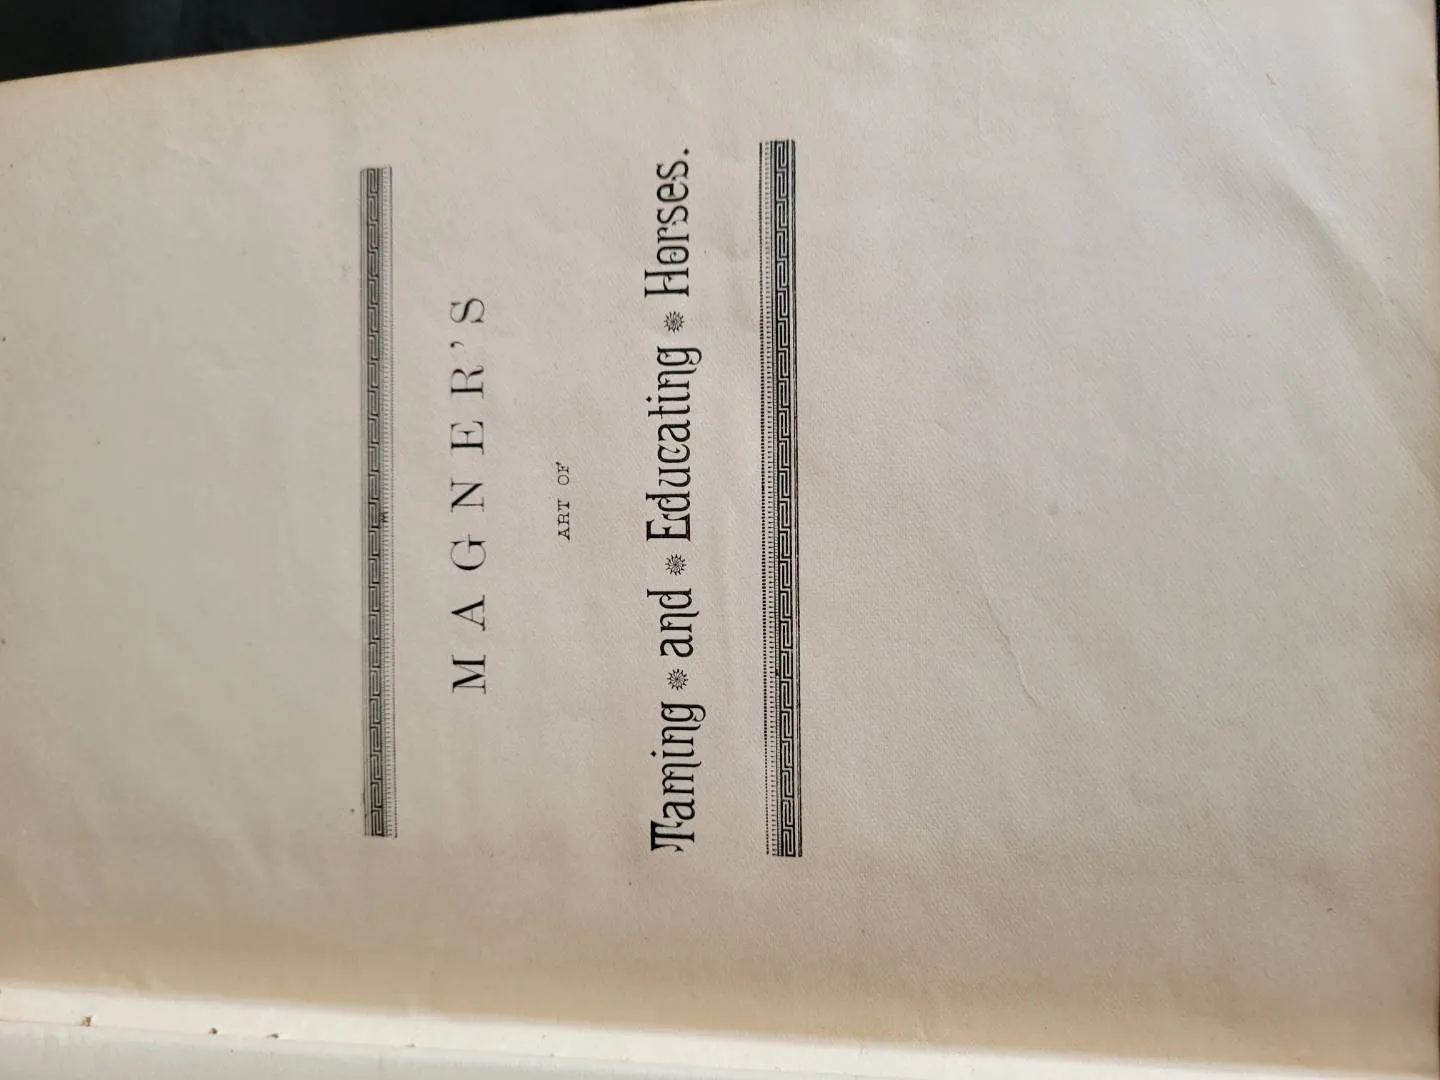 MAGNER'S
ART OF
Taming * and * Educating * Horses.